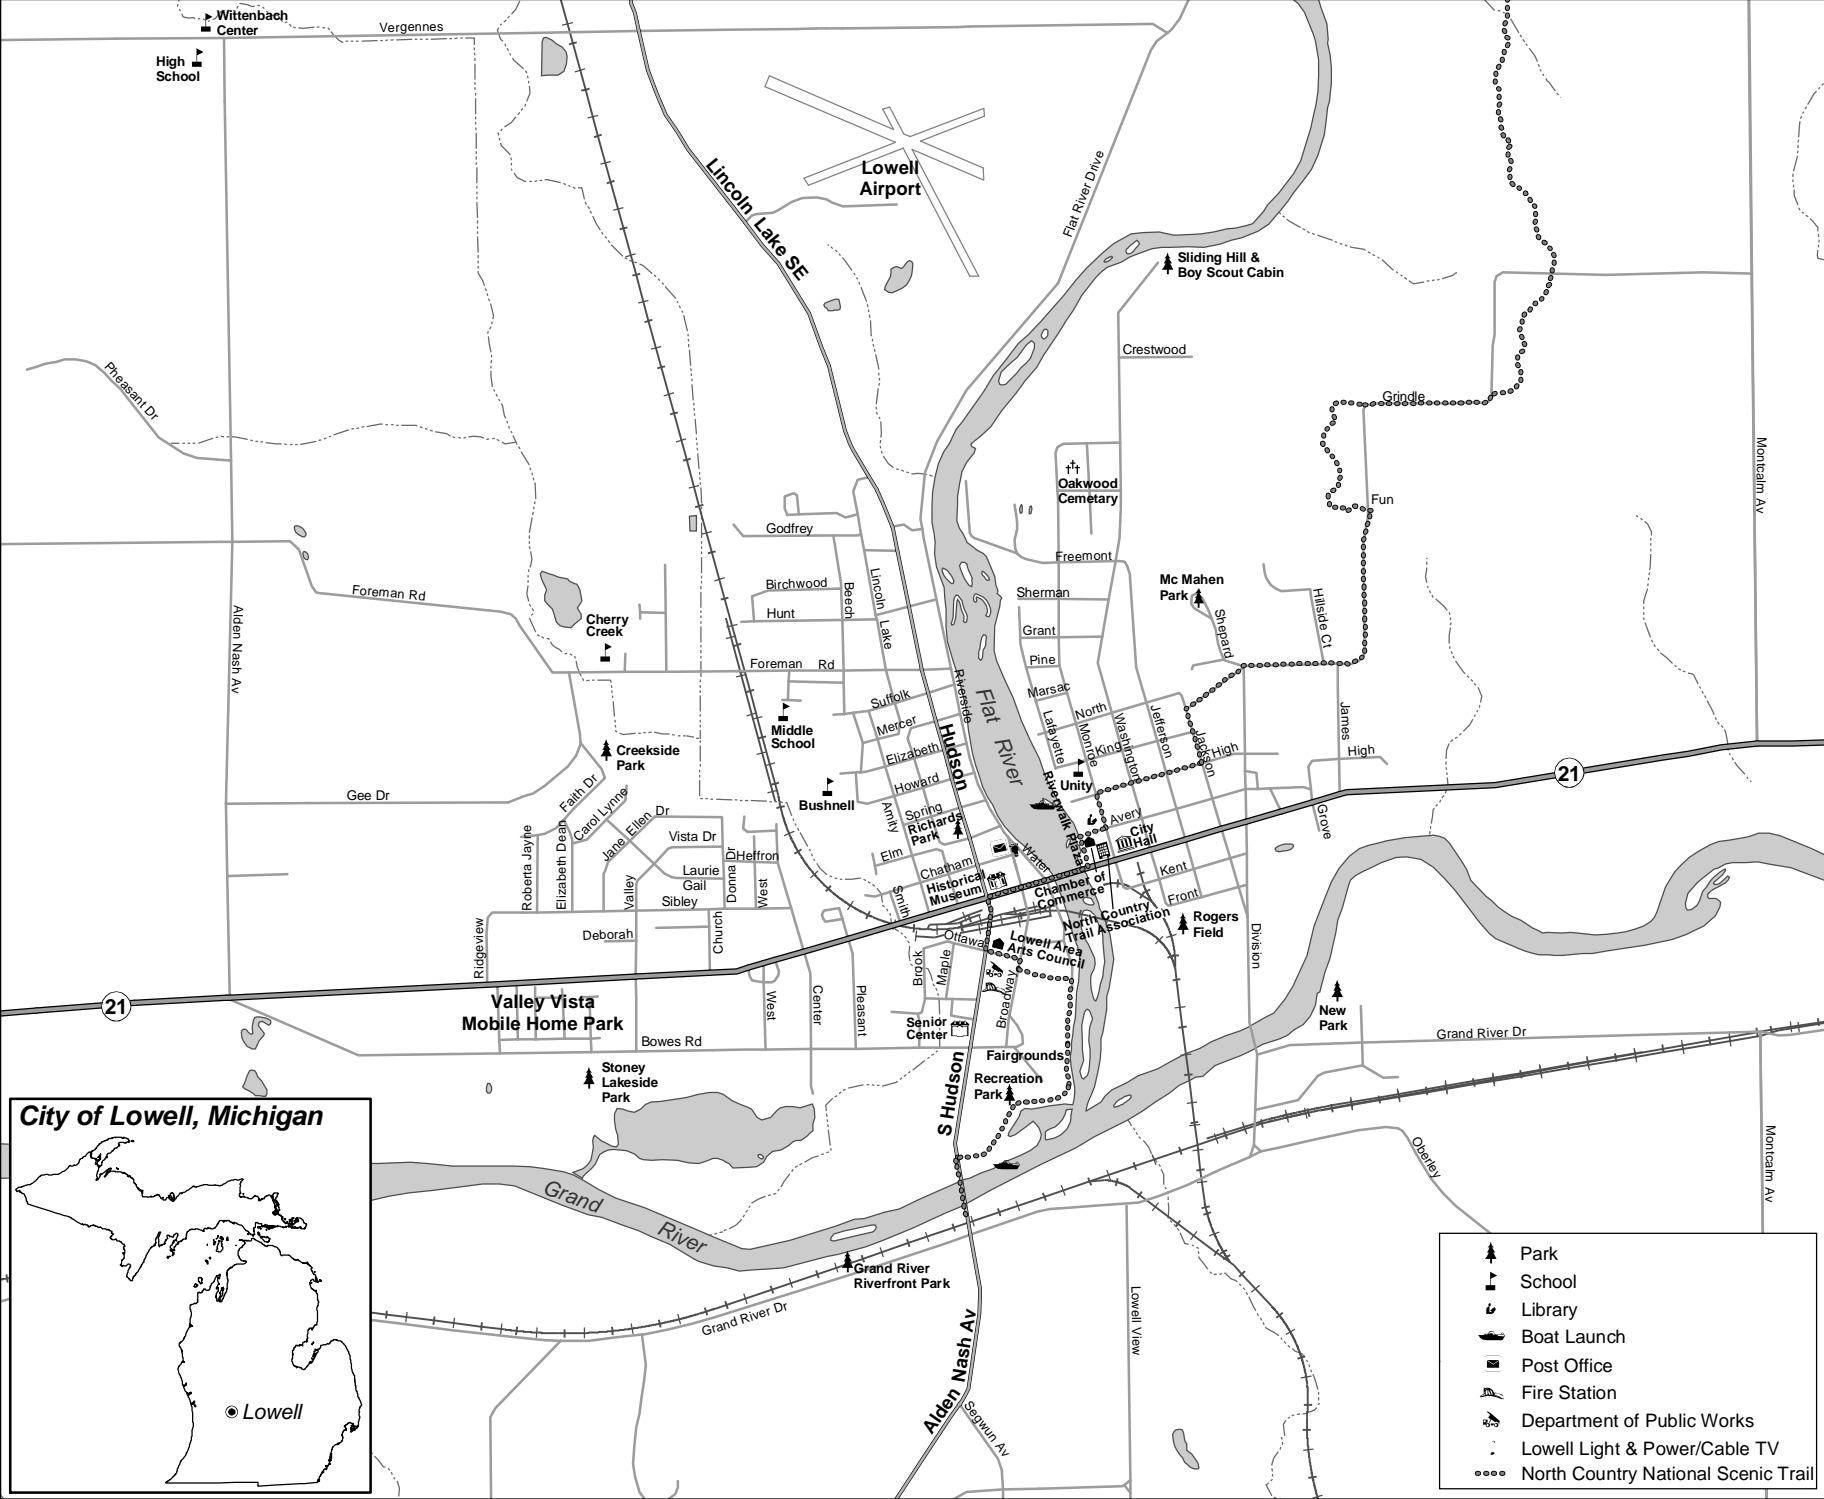 Wittenbach
Center
Vergennes
High
School
Lincoln Lake SE
Lowell
Airport
Flat River Drive
Sliding Hill &
Boy Scout Cabin
Crestwood
Pheasant Dr
Grindle
Montcalm Av
Oakwood
Cemetary
Fun
Godfrey
Freemont
Foreman Rd
Birchwood
Beech
Lincoln
Lake
Hunt
Sherman
Mc Mahen
Park
Shepard
Hillside Ct
Alden Nash Av
Cherry
Creek
Grant
Foreman Rd
Pine
Riverside
Marsac
Suffolk
Mercer
Elizabeth
Howard
Spring
Hudson
Flat River
Lafayette
North
Monroe
King
Washington
Jefferson
Jackson
High
James
High
21
Middle
School
Creekside
Park
Bushnell
Unity
Riverwalk Plaza
Gee Dr
Faith Dr
Carol Lynne
Jane Ellen Dr
Roberta Jayne
Elizabeth Dean
Vista Dr
Heffron
Laurie
Gail
Sibley
Valley
Donna Dr
West
Amity
Richards
Park
Elm
Chatham
Water
Avery
City
Hall
Grove
Historical
Museum
Smith
Chamber of
Commerce
Kent
Front
North Country
Trail Association
Rogers
Field
Division
Ridgeview
Deborah
Church
Ottawa
Lowell Area
Arts Council
Brook
Maple
Broadway
21
Valley Vista
Mobile Home Park
West
Center
Pleasant
Senior
Center
New
Park
Bowes Rd
Grand River Dr
Stoney
Lakeside
Park
Fairgrounds
Recreation
Park
S Hudson
City of Lowell, Michigan
Lowell
Grand River
Oberley
Montcalm Av
Grand River
Riverfront Park
Grand River Dr
Lowell View
Alden Nash Av
Segwun Av
Park
School
Library
Boat Launch
Post Office
Fire Station
Department of Public Works
Lowell Light & Power/Cable TV
North Country National Scenic Trail